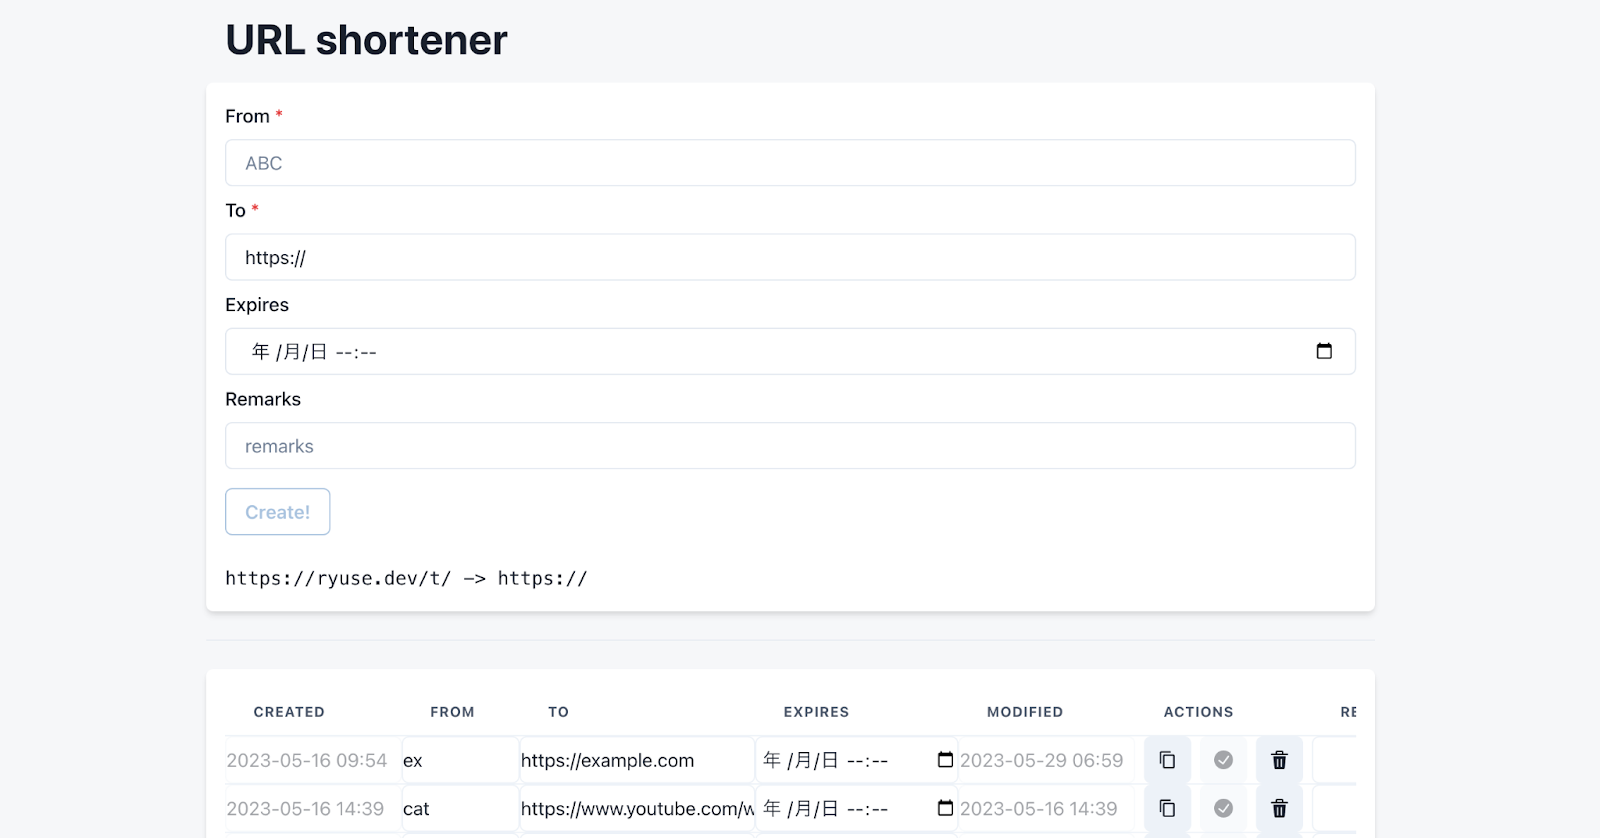 URL shortener
From *
ABC
To *
https://
Expires
年 /月/日 --:--
Remarks
remarks
Create!
https://ryuse.dev/t/ -> https://
CREATED FROM TO EXPIRES MODIFIED ACTIONS RE
2023-05-16 09:54 ex https://example.com 年 /月/日 --:-- 2023-05-29 06:59
2023-05-16 14:39 cat https://www.youtube.com/w 年 /月/日 --:-- 2023-05-16 14:39